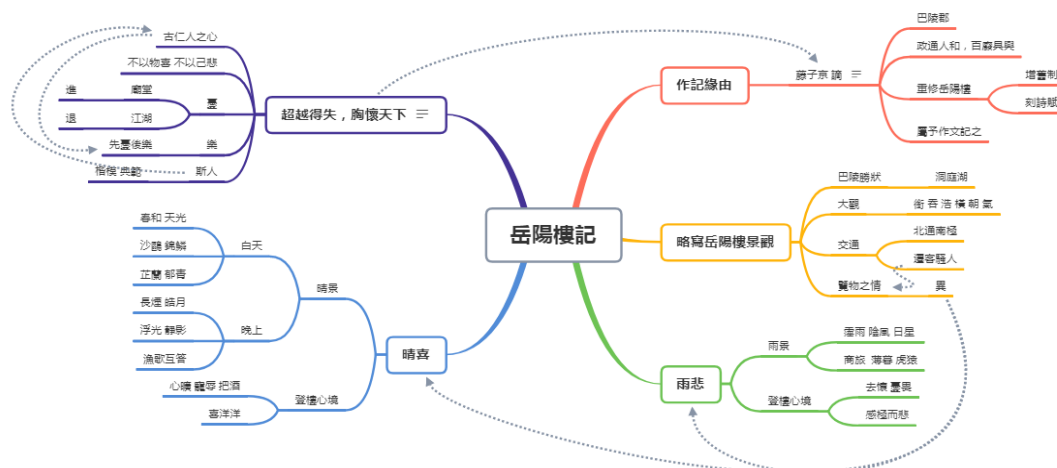 岳陽樓記
作記緣由
藤子京 謫
巴陵郡
政通人和，百廢具興
重修岳陽樓
增舊制
刻詩賦
屬予作文記之
略寫岳陽樓景觀
巴陵勝狀
洞庭湖
大觀
銜 吞 浩 橫 朝 氣
交通
北通南極
遷客騷人
覽物之情
異
雨悲
雨景
霪雨 陰風 日星
商旅 薄暮 虎猿
登樓心境
去懷 憂興
感極而悲
超越得失，胸懷天下
古仁人之心
不以物喜 不以己悲
憂
廟堂
進
江湖
退
樂
先憂後樂
斯人
楷模 典範
晴喜
晴景
白天
春和 天光
沙鷗 錦鱗
芷蘭 郁青
晚上
長煙 皓月
浮光 靜影
漁歌互答
登樓心境
心曠 寵辱 把酒
喜洋洋